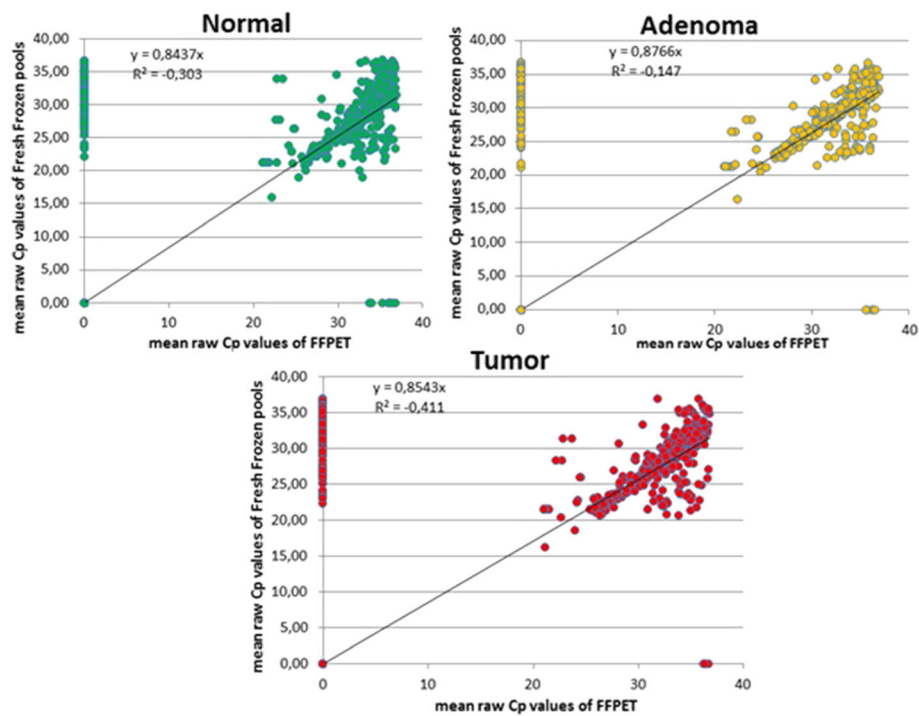 Normal
mean raw Cp values of Fresh Frozen pools
40,00
35,00
30,00
25,00
20,00
15,00
10,00
5,00
0,00
y = 0,8437x
R² = -0,303
0 10 20 30 40
mean raw Cp values of FFPET
Adenoma
mean raw Cp values of Fresh Frozen pools
40,00
35,00
30,00
25,00
20,00
15,00
10,00
5,00
0,00
y = 0,8766x
R² = -0,147
0 10 20 30 40
mean raw Cp values of FFPET
Tumor
mean raw Cp values of Fresh Frozen pools
40,00
35,00
30,00
25,00
20,00
15,00
10,00
5,00
0,00
y = 0,8543x
R² = -0,411
0 10 20 30 40
mean raw Cp values of FFPET